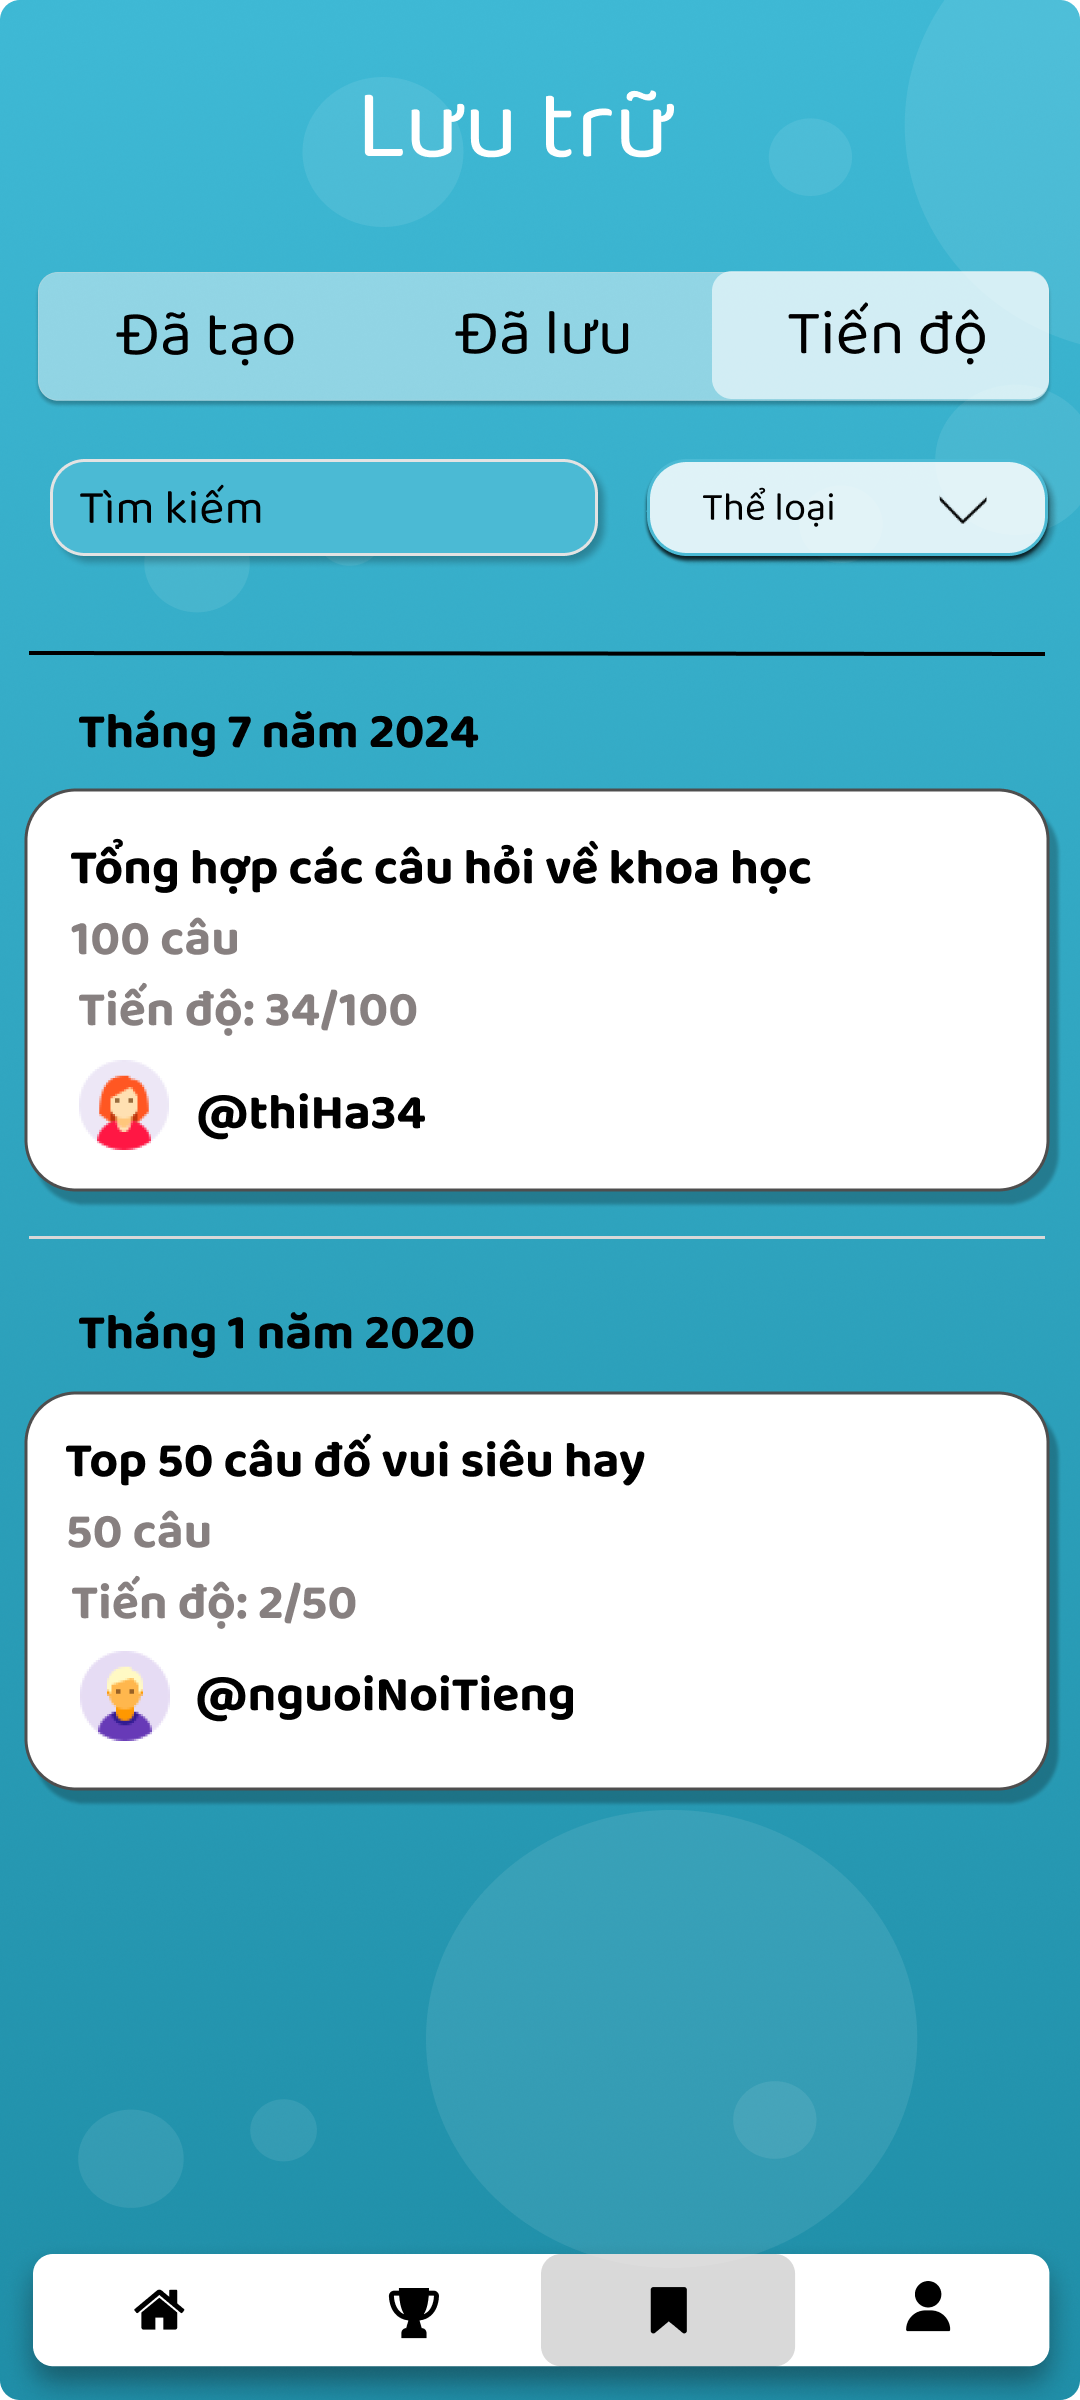 Lưu trữ
Đã tạo
Đã lưu
Tiến độ
Tìm kiếm
Thể loại
Tháng 7 năm 2024
Tổng hợp các câu hỏi về khoa học
100 câu
Tiến độ: 34/100
@thiHa34
Tháng 1 năm 2020
Top 50 câu đố vui siêu hay
50 câu
Tiến độ: 2/50
@nguoiNoiTieng